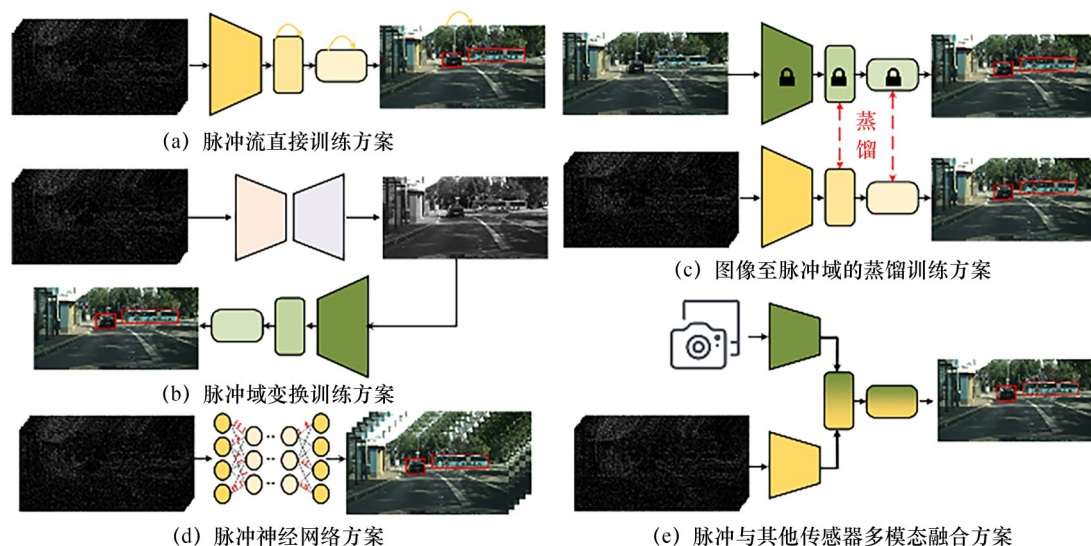 (a) 脉冲流直接训练方案
蒸
馏
(c) 图像至脉冲域的蒸馏训练方案
(b) 脉冲域变换训练方案
(d) 脉冲神经网络方案
(e) 脉冲与其他传感器多模态融合方案